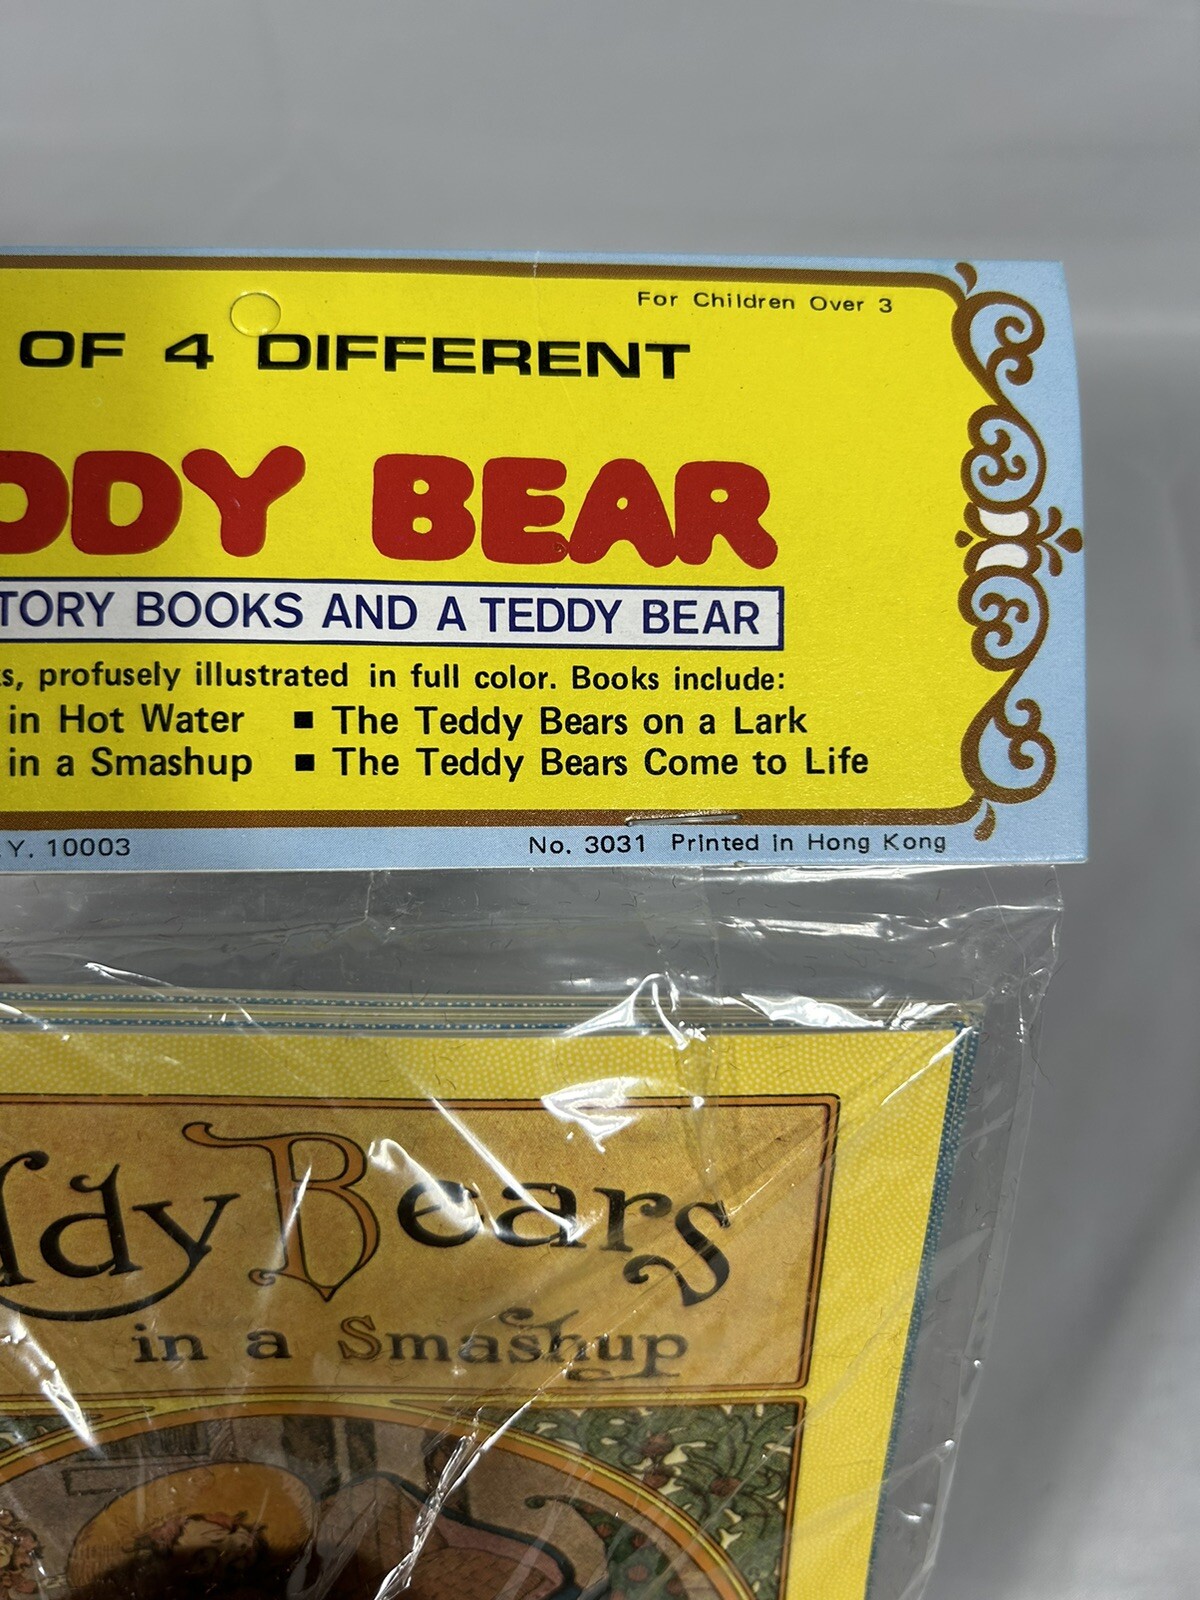 For Children Over 3
OF 4 DIFFERENT
DDY BEAR
TORY BOOKS AND A TEDDY BEAR
s, profusely illustrated in full color. Books include:
in Hot Water ■ The Teddy Bears on a Lark
in a Smashup ■ The Teddy Bears Come to Life
.Y. 10003 No. 3031 Printed in Hong Kong
ddy Bears
in a Smashup